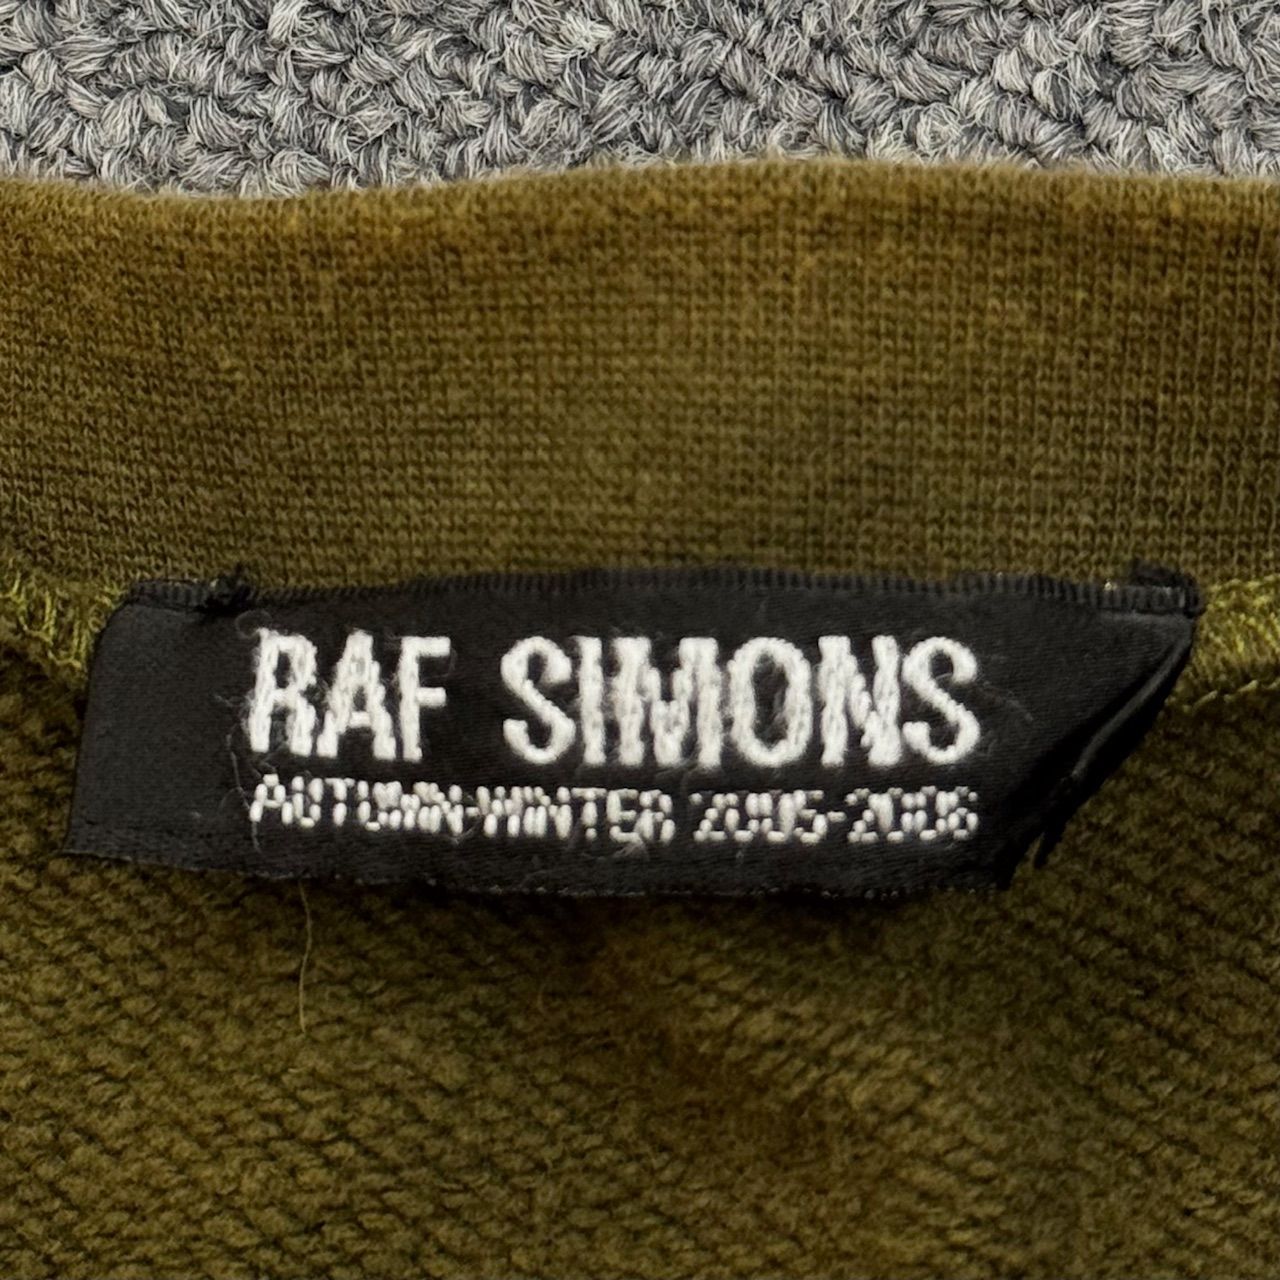 RAF SIMONS
AUTUMN-WINTER 2005-2006